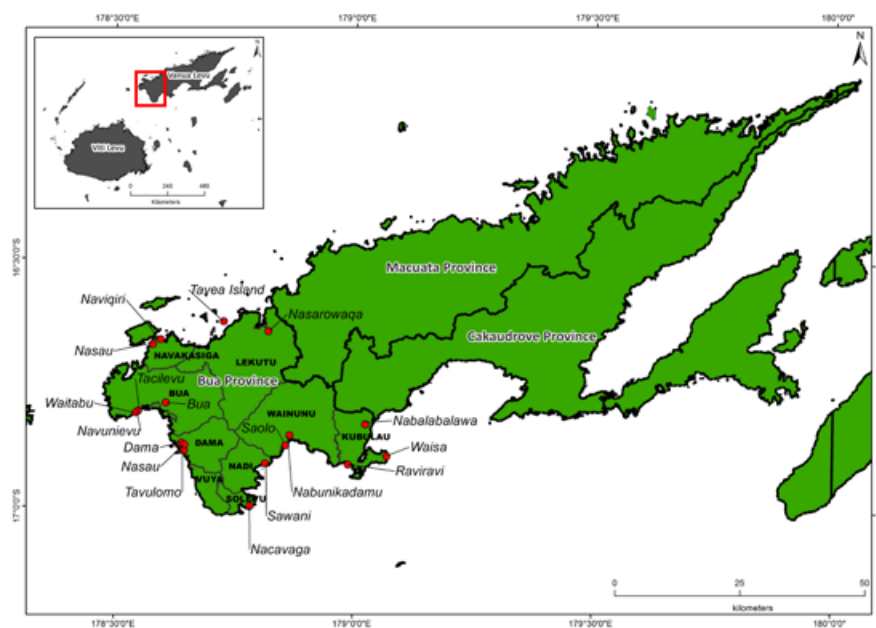 178°30'0"E
179°0'0"E
179°30'0"E
180°0'0"E
N
Vanua Levu
Viti Levu
0 240 480
Kilometers
16°30'0"S
Macuata Province
Cakaudrove Province
Bua Province
Naviqiri
Tavea Island
Nasarowaqa
Nasau
NAVAKASIGA
LEKUTU
Tacilevu
BUA
Bua
Waitabu
WAINUNU
Navunievu
Saolo
Nabalabalawa
DAMA
KUBULAU
Dama
Waisa
Nasau
NADI
Raviravi
VUYA
Tavulomo
Nabunikadamu
SOLEVU
Sawani
17°0'0"S
Nacavaga
0 25 50
kilometers
178°30'0"E
179°0'0"E
179°30'0"E
180°0'0"E